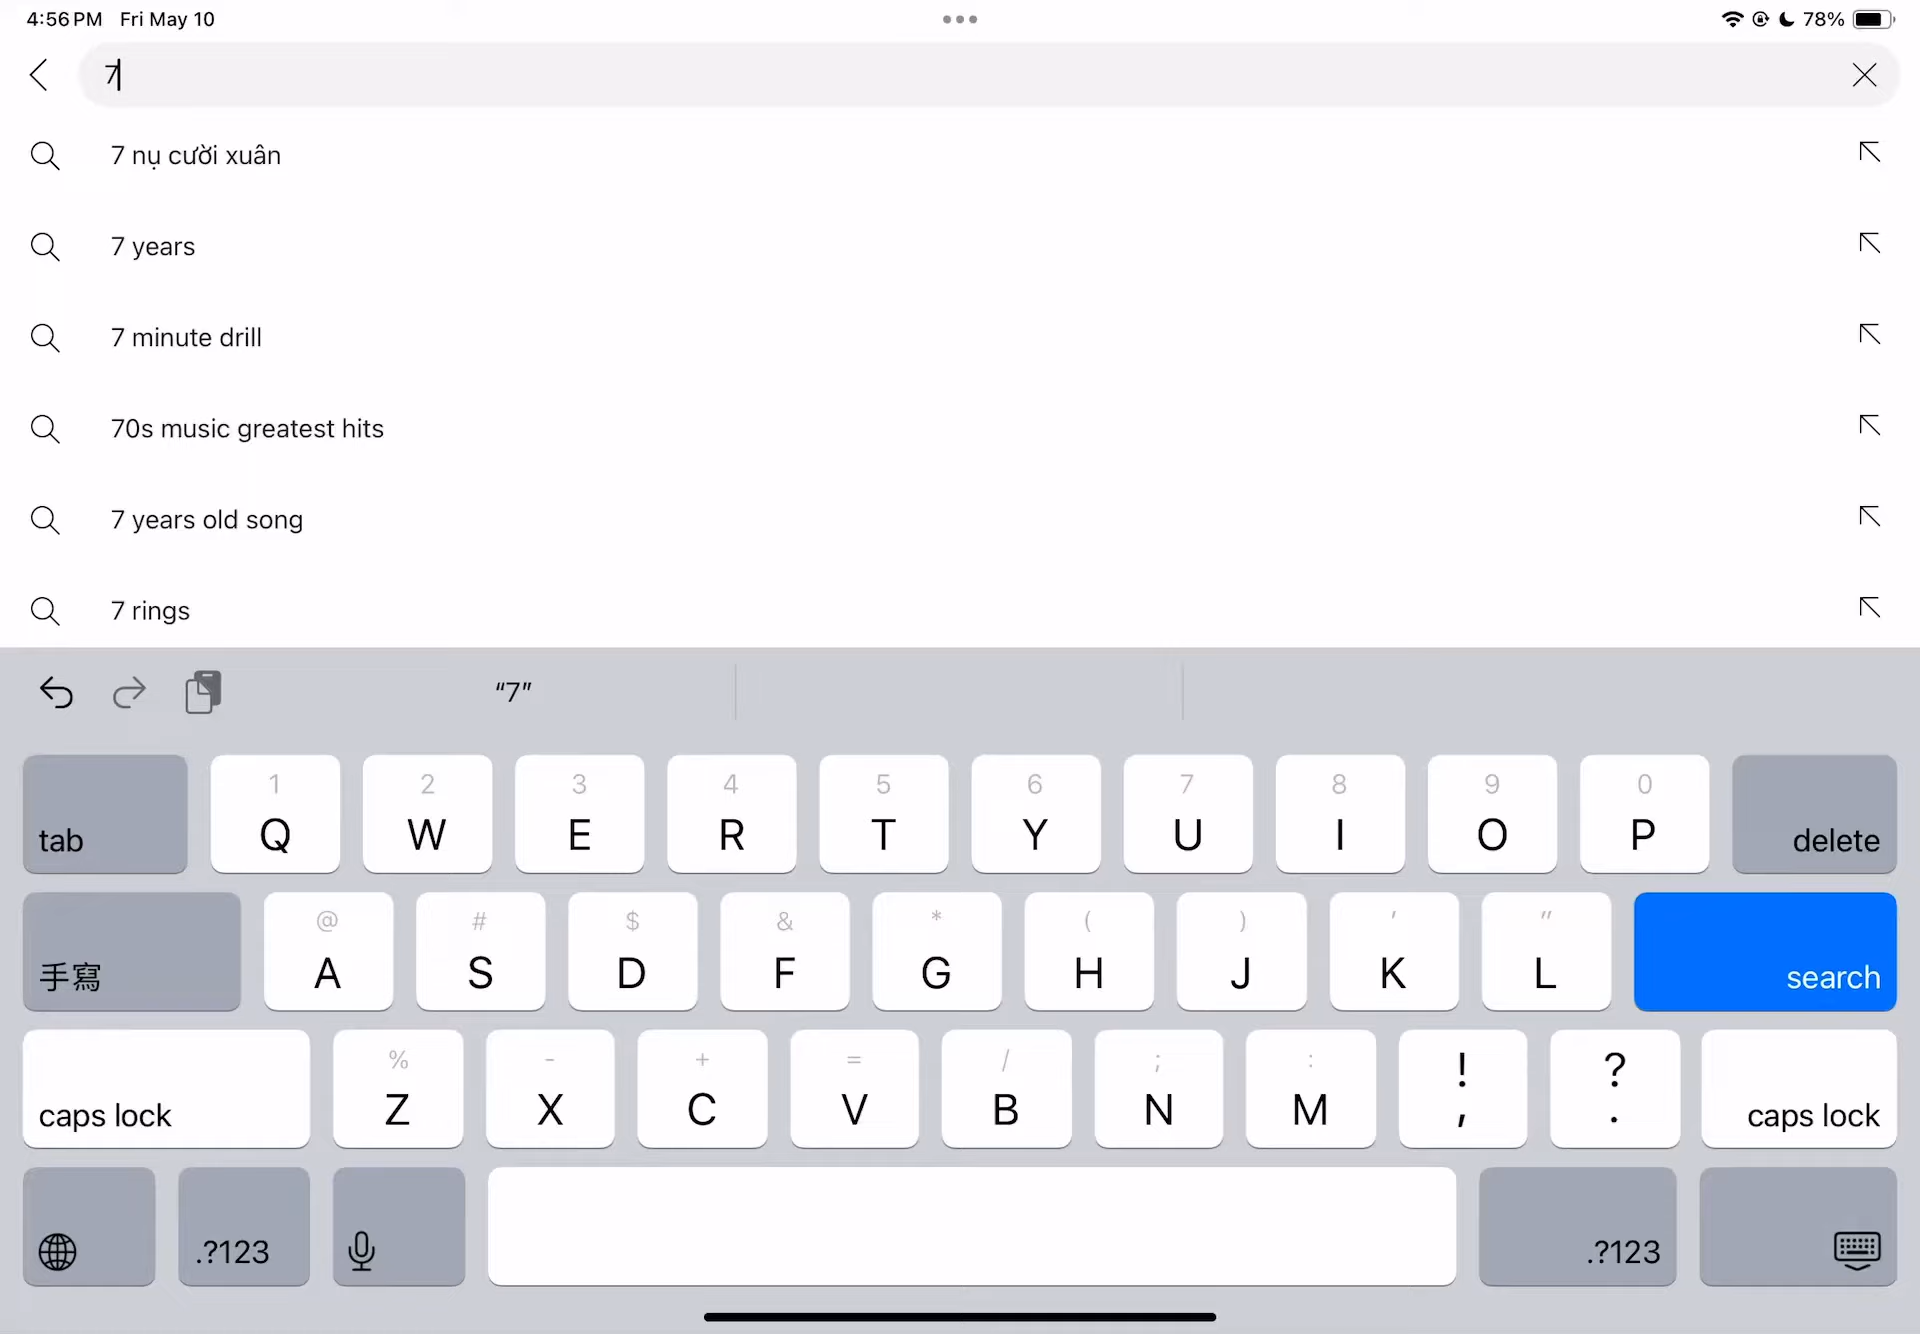 4:56 PM Fri May 10
78%
7
7 nụ cười xuân
7 years
7 minute drill
70s music greatest hits
7 years old song
7 rings
“7”
1 2 3 4 5 6 7 8 9 0
tab Q W E R T Y U I O P delete
@ # $ & * ( ) ' "
手寫 A S D F G H J K L search
% - + = / ; : ! ?
caps lock Z X C V B N M , . caps lock
.?123 .?123